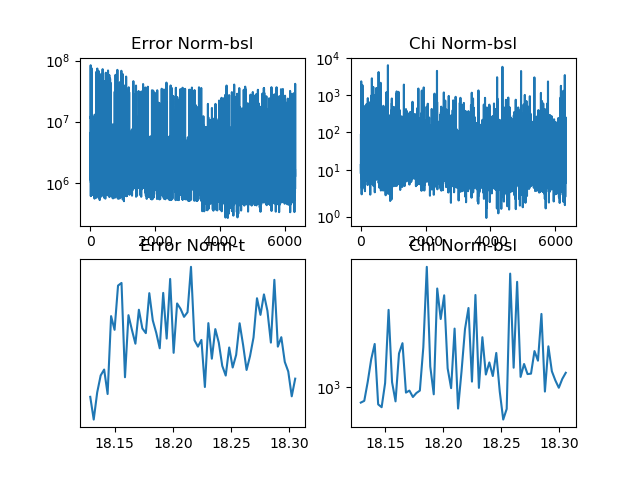 Error Norm-bsl
Chi Norm-bsl
10^8
10^7
10^6
0 2000 4000 6000
10^4
10^3
10^2
10^1
10^0
0 2000 4000 6000
Error Norm-t
Chi Norm-bsl
18.15 18.20 18.25 18.30
10^3
18.15 18.20 18.25 18.30